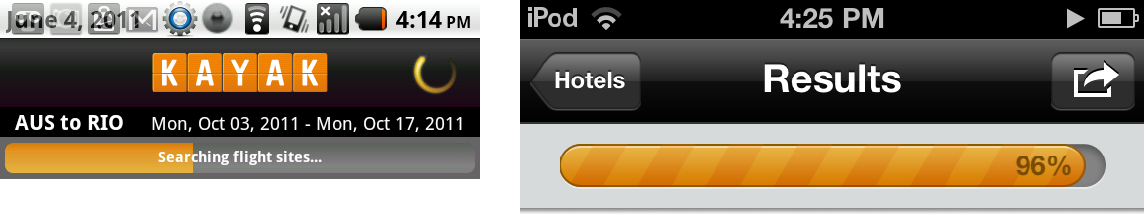 June 4, 2011 4:14 PM
KAYAK
AUS to RIO Mon, Oct 03, 2011 - Mon, Oct 17, 2011
Searching flight sites...
iPod 4:25 PM
Hotels Results
96%